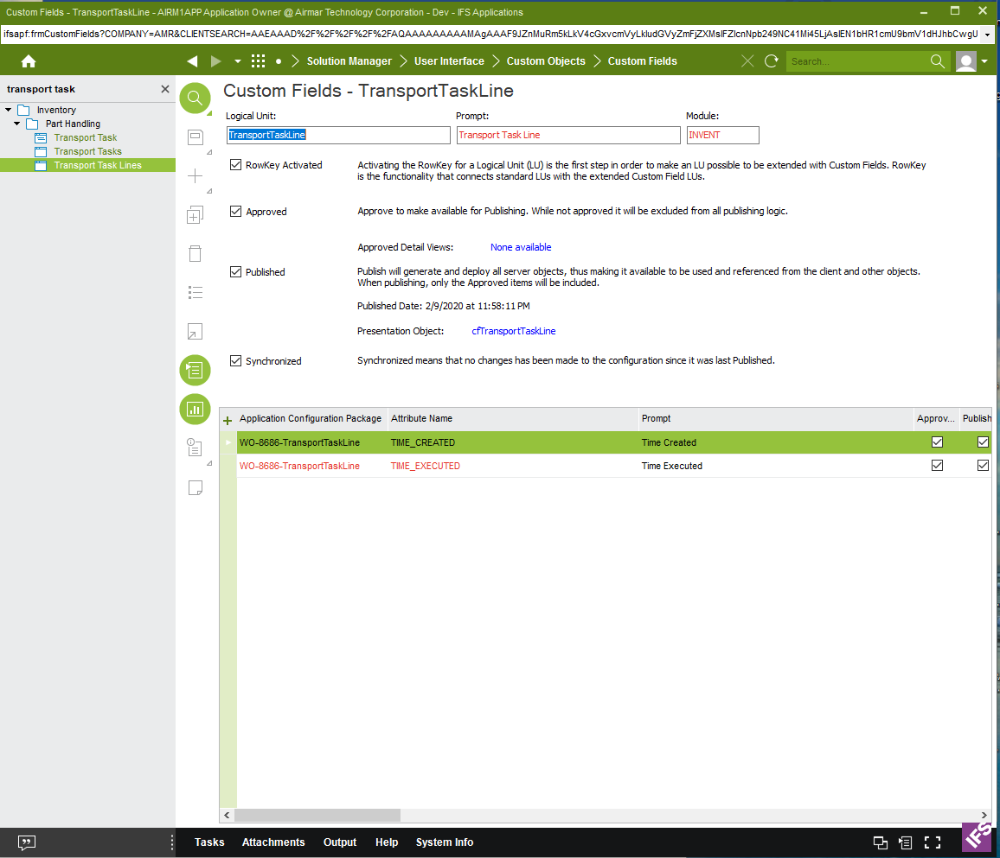 Custom Fields - TransportTaskLine - AIRM1APP Application Owner @ Airmar Technology Corporation - Dev - IFS Applications
Solution Manager
User Interface
Custom Objects
Custom Fields
Search...
transport task
Inventory
Part Handling
Transport Task
Transport Tasks
Transport Task Lines
Custom Fields - TransportTaskLine
Logical Unit:
Prompt:
Module:
TransportTaskLine
Transport Task Line
INVENT
RowKey Activated
Activating the RowKey for a Logical Unit (LU) is the first step in order to make an LU possible to be extended with Custom Fields. RowKey
is the functionality that connects standard LUs with the extended Custom Field LUs.
Approved
Approve to make available for Publishing. While not approved it will be excluded from all publishing logic.
Approved Detail Views:
None available
Published
Publish will generate and deploy all server objects, thus making it available to be used and referenced from the client and other objects.
When publishing, only the Approved items will be included.
Published Date: 2/9/2020 at 11:58:11 PM
Presentation Object:
cfTransportTaskLine
Synchronized
Synchronized means that no changes has been made to the configuration since it was last Published.
Application Configuration Package
Attribute Name
Prompt
Approv...
Publish
WO-8686-TransportTaskLine
TIME_CREATED
Time Created
WO-8686-TransportTaskLine
TIME_EXECUTED
Time Executed
Tasks
Attachments
Output
Help
System Info
IFS